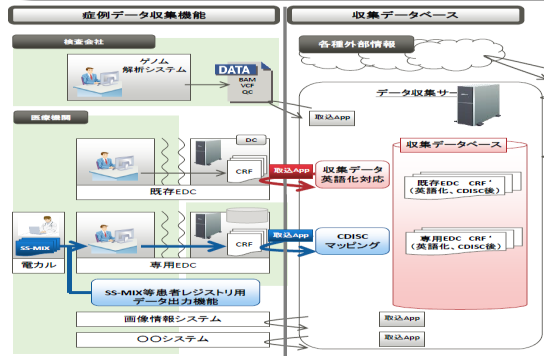 症例データ収集機能
収集データベース
検査会社
ゲノム
解析システム
DATA
BAM
VCF
QC
各種外部情報
データ収集サー
取込App
医療機関
DC
CRF
既存EDC
取込App
収集データ
英語化対応
収集データベース
既存EDC CRF'
(英語化、CDISC後)
SS-MIX
電カル
CRF
専用EDC
取込App
CDISC
マッピング
専用EDC CRF'
(英語化、CDISC後)
SS-MIX等患者レジストリ用
データ出力機能
画像情報システム
取込App
〇〇システム
取込App